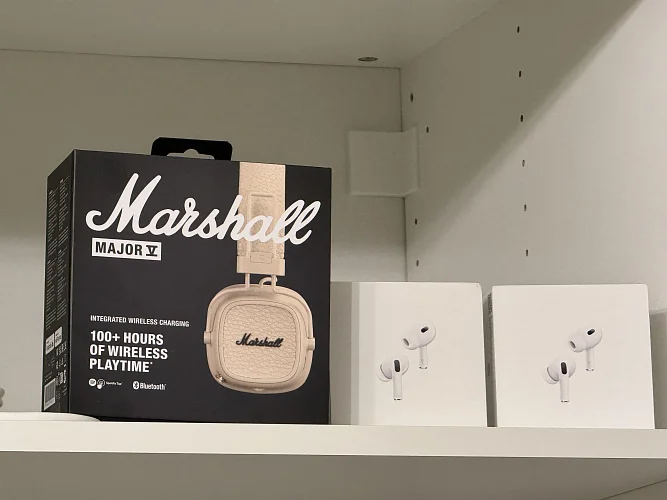 Marshall
MAJOR V
INTEGRATED WIRELESS CHARGING
100+ HOURS
OF WIRELESS
PLAYTIME*
Bluetooth®
Marshall